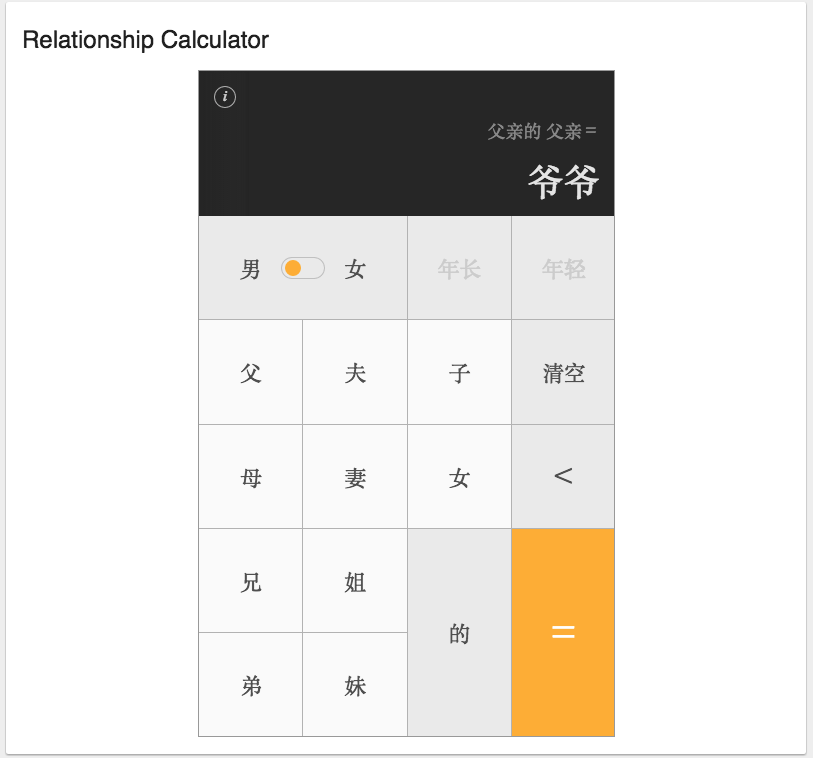 Relationship Calculator
i
父亲的 父亲=
爷爷
男 女 年长 年轻
父 夫 子 清空
母 妻 女 <
兄 姐
的 =
弟 妹